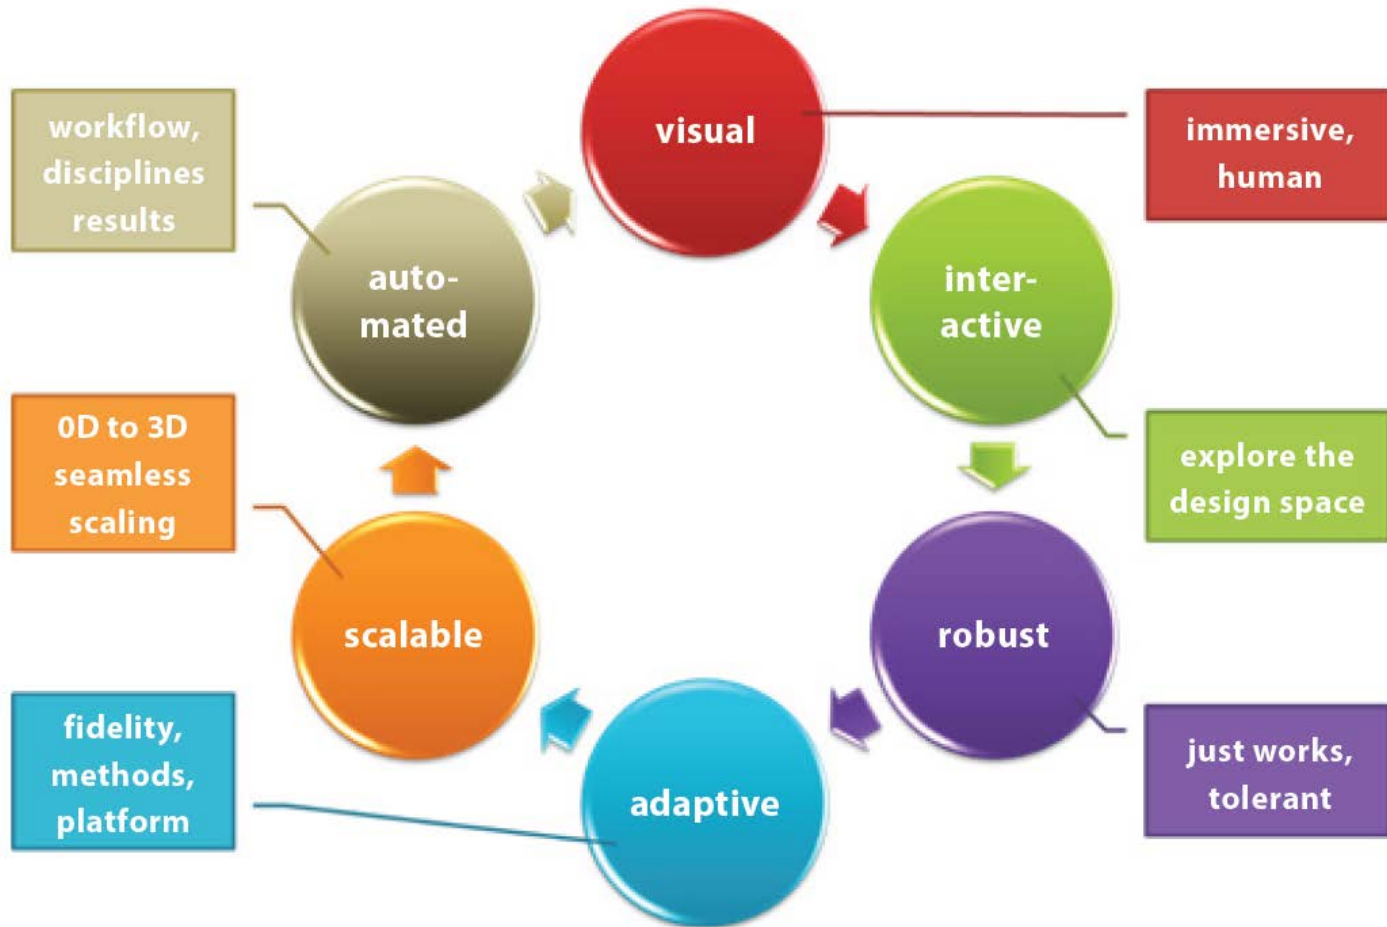 visual
immersive,
human
inter-
active
explore the
design space
robust
just works,
tolerant
adaptive
fidelity,
methods,
platform
scalable
0D to 3D
seamless
scaling
auto-
mated
workflow,
disciplines
results